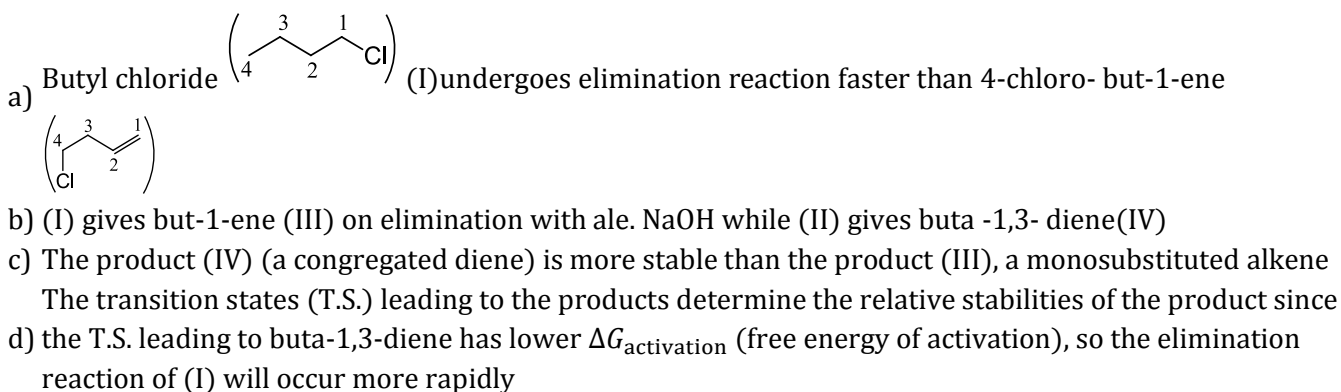 a) Butyl chloride ( 4 3 2 1 Cl ) (I)undergoes elimination reaction faster than 4-chloro- but-1-ene
( 4 3 2 1 Cl )
b) (I) gives but-1-ene (III) on elimination with ale. NaOH while (II) gives buta -1,3- diene(IV)
c) The product (IV) (a congregated diene) is more stable than the product (III), a monosubstituted alkene
The transition states (T.S.) leading to the products determine the relative stabilities of the product since
d) the T.S. leading to buta-1,3-diene has lower ΔG_activation (free energy of activation), so the elimination
reaction of (I) will occur more rapidly